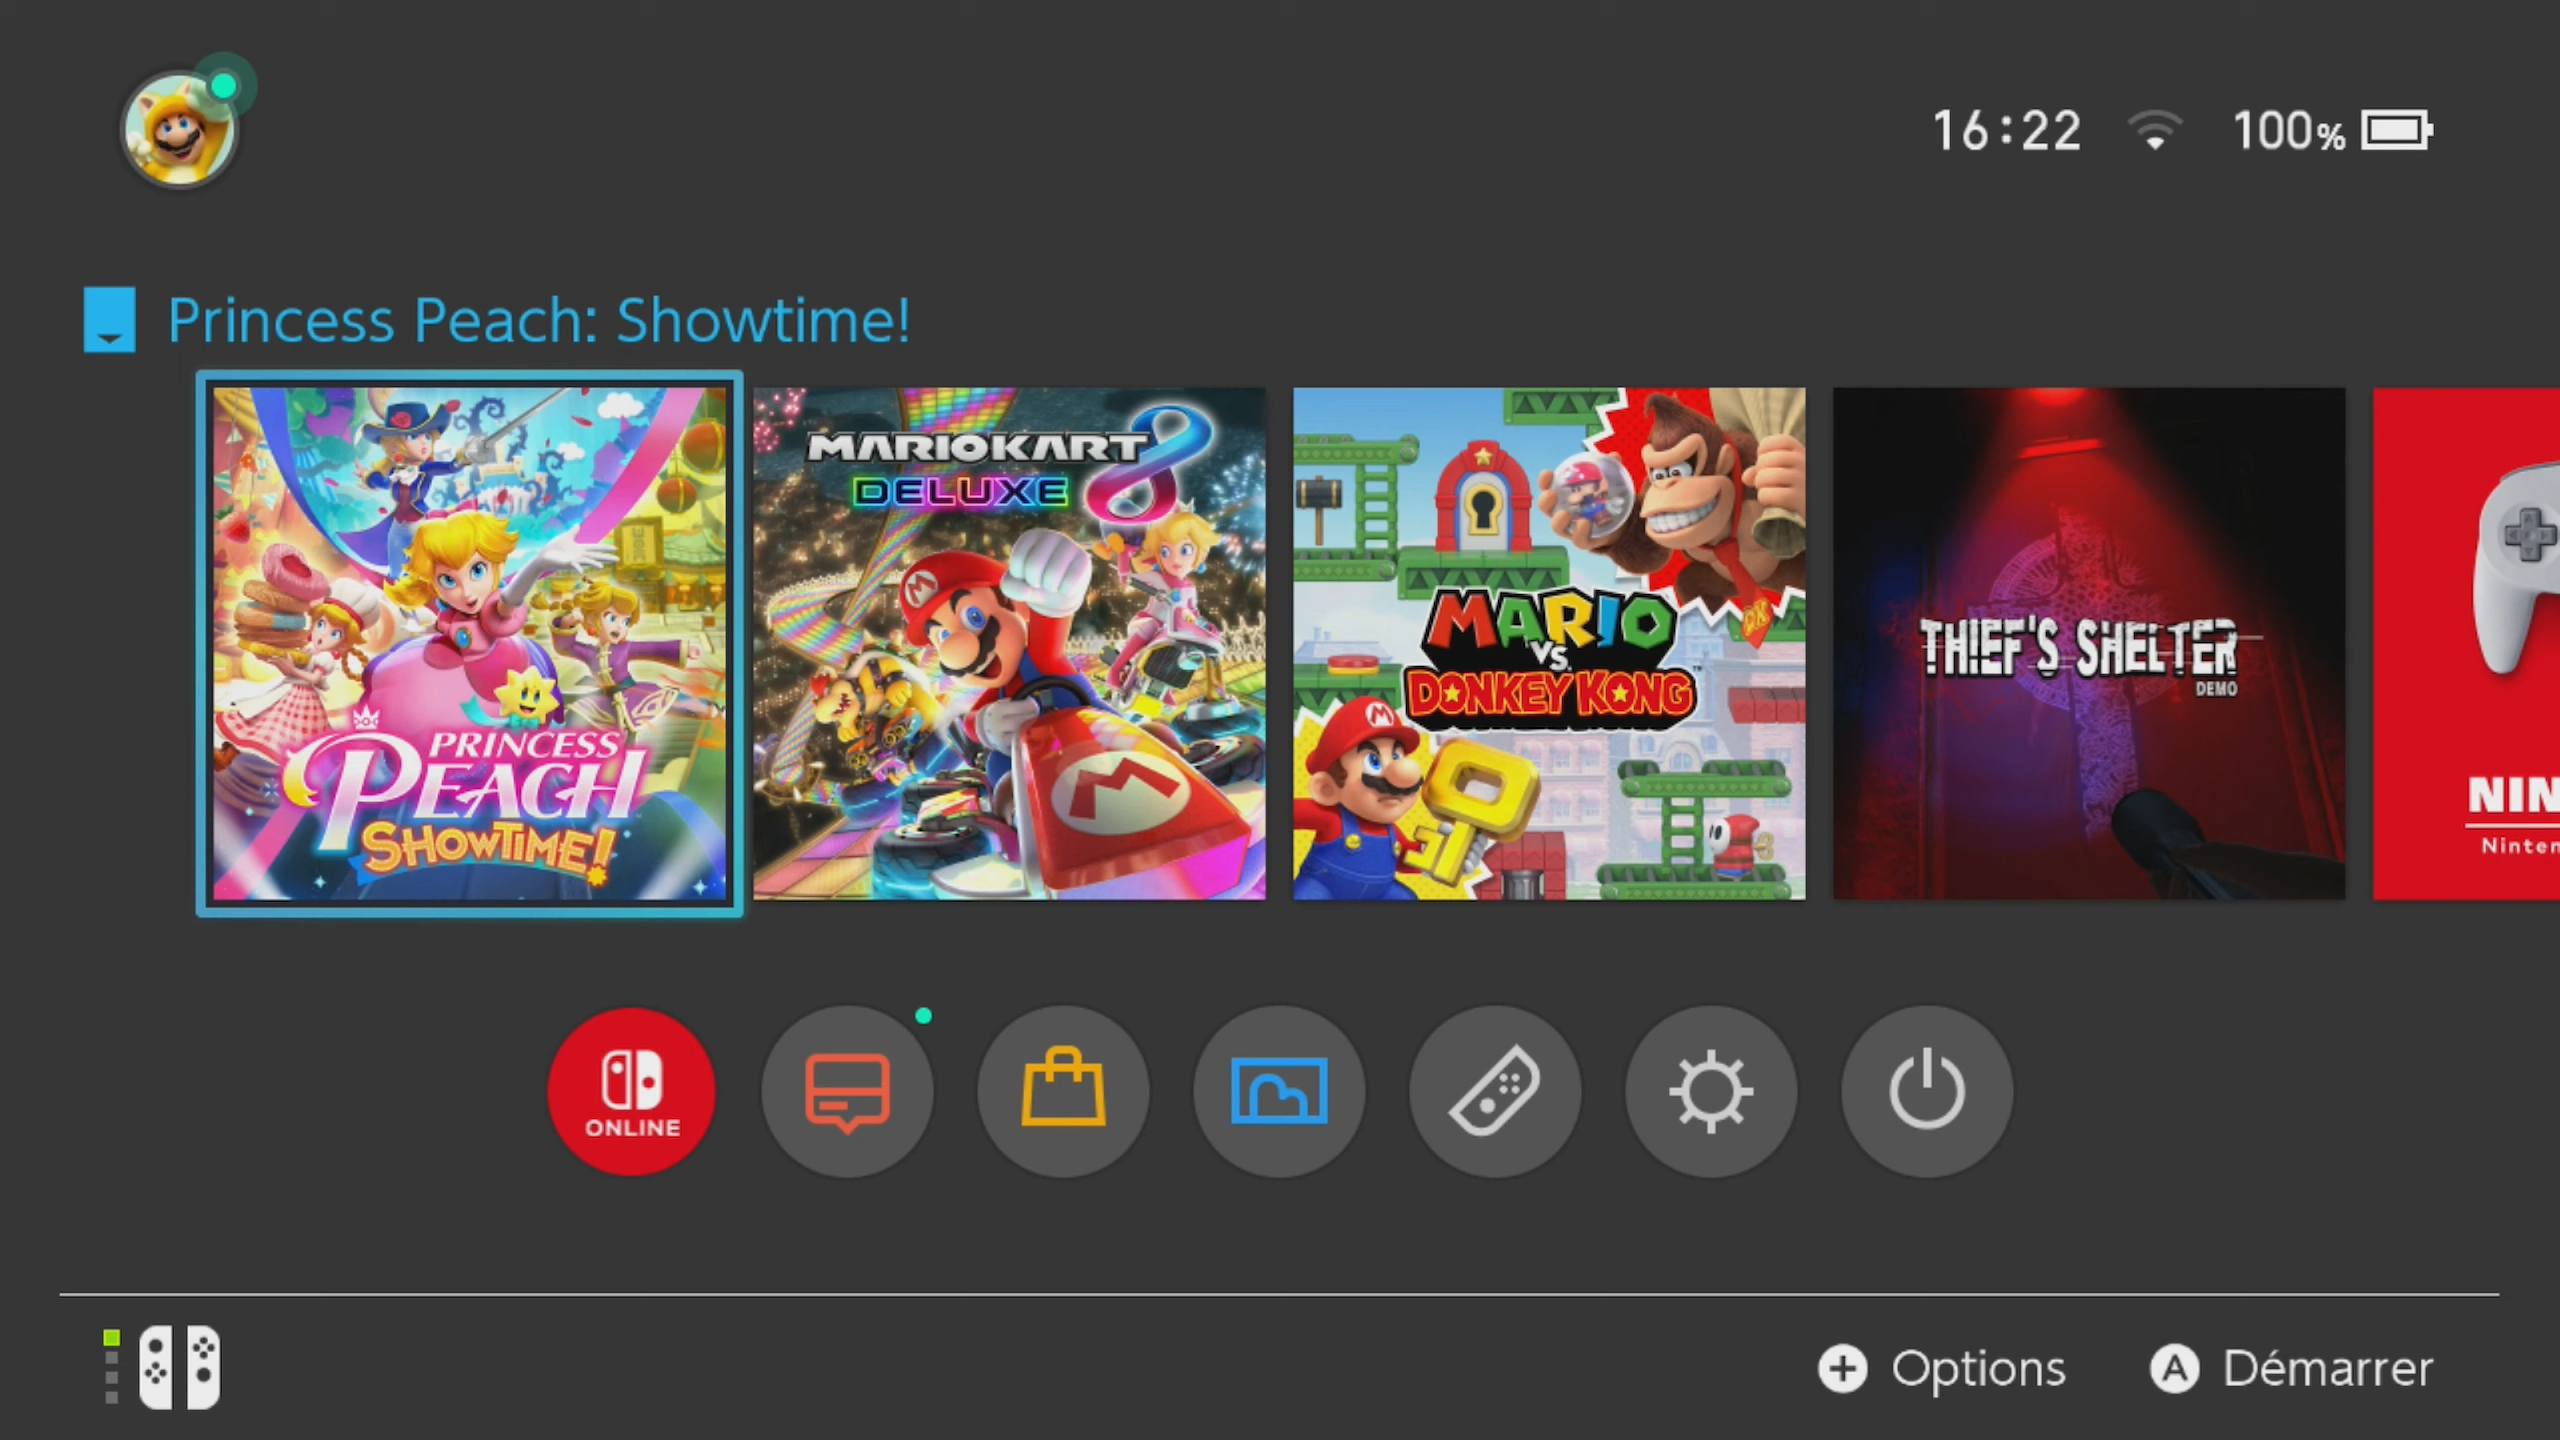 16:22 100%
Princess Peach: Showtime!
PRINCESS
PEACH
SHOWTIME!
MARIOKART 8
DELUXE
MARIO
VS.
DONKEY KONG
THIEF'S SHELTER
DEMO
NIN
Ninten
ONLINE
+ Options A Démarrer